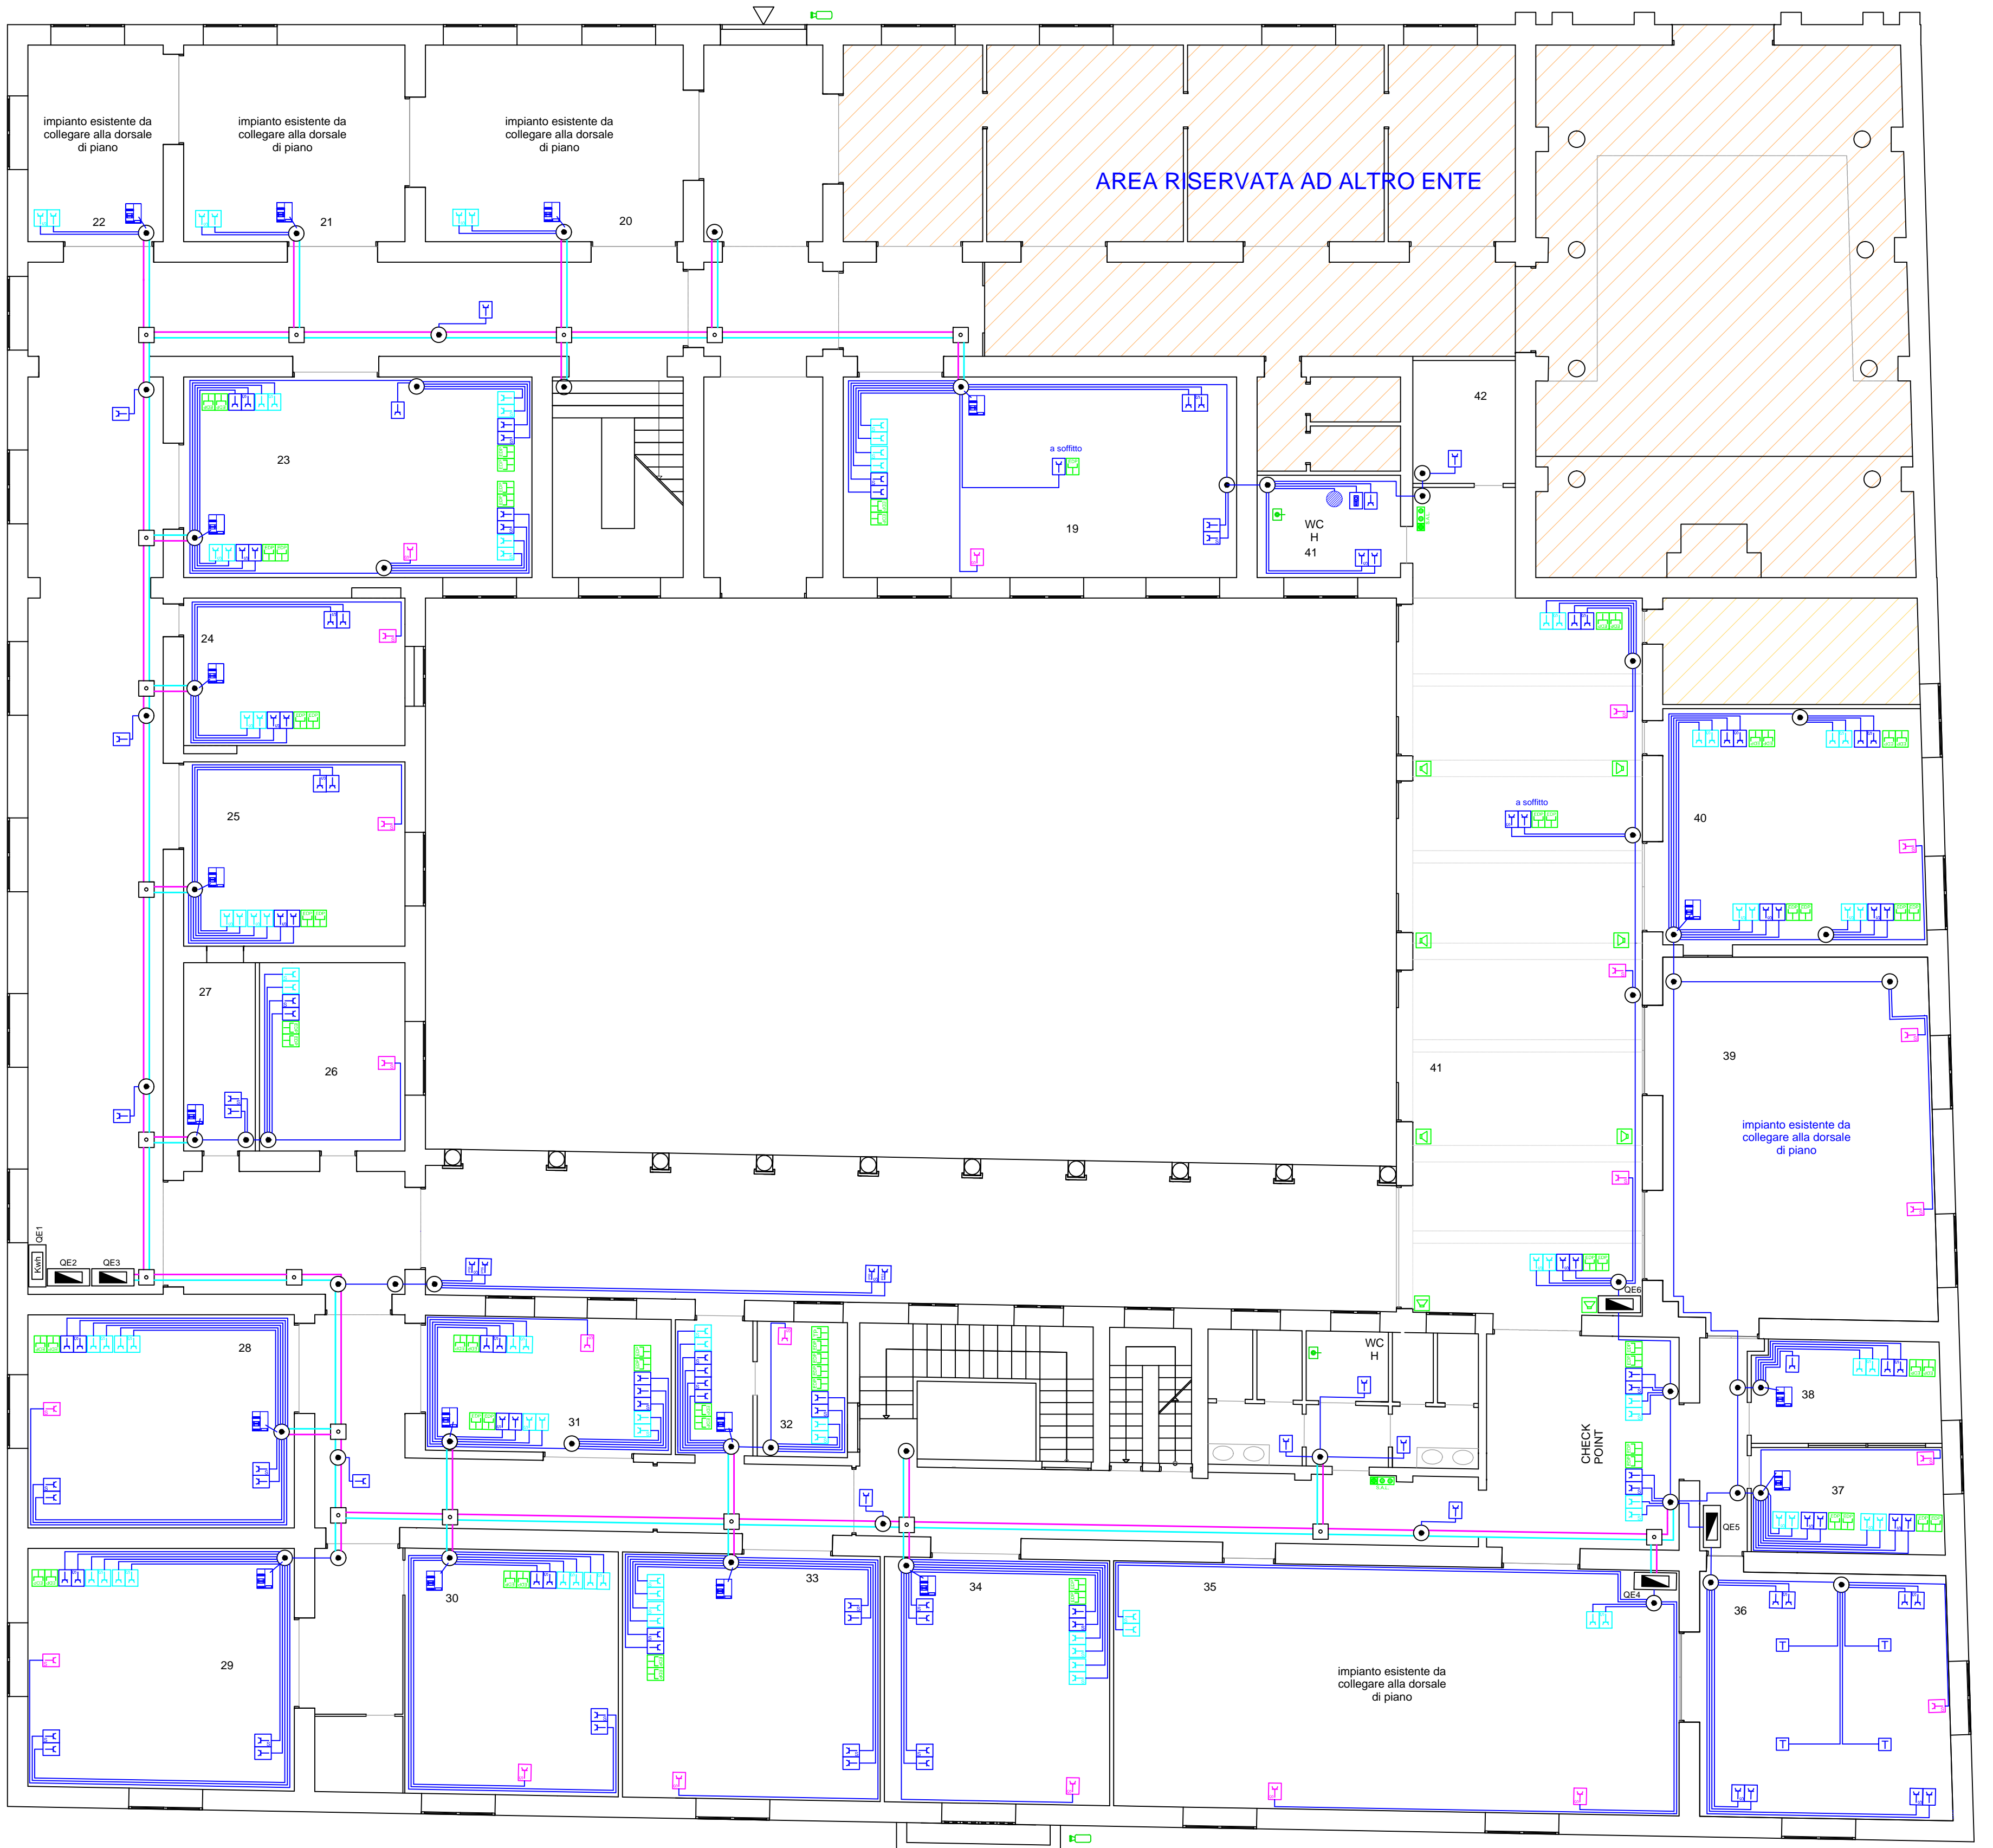 impianto esistente da
collegare alla dorsale
di piano
impianto esistente da
collegare alla dorsale
di piano
impianto esistente da
collegare alla dorsale
di piano
AREA RISERVATA AD ALTRO ENTE
22
21
20
42
23
a soffitto
19
WC
H
41
24
25
a soffitto
40
27
26
41
39
impianto esistente da
collegare alla dorsale
di piano
QE1
Kwh
QE2
QE3
QE6
28
31
32
WC
H
CHECK
POINT
38
37
QE5
30
33
34
35
QE4
36
29
impianto esistente da
collegare alla dorsale
di piano
T
T
T
T